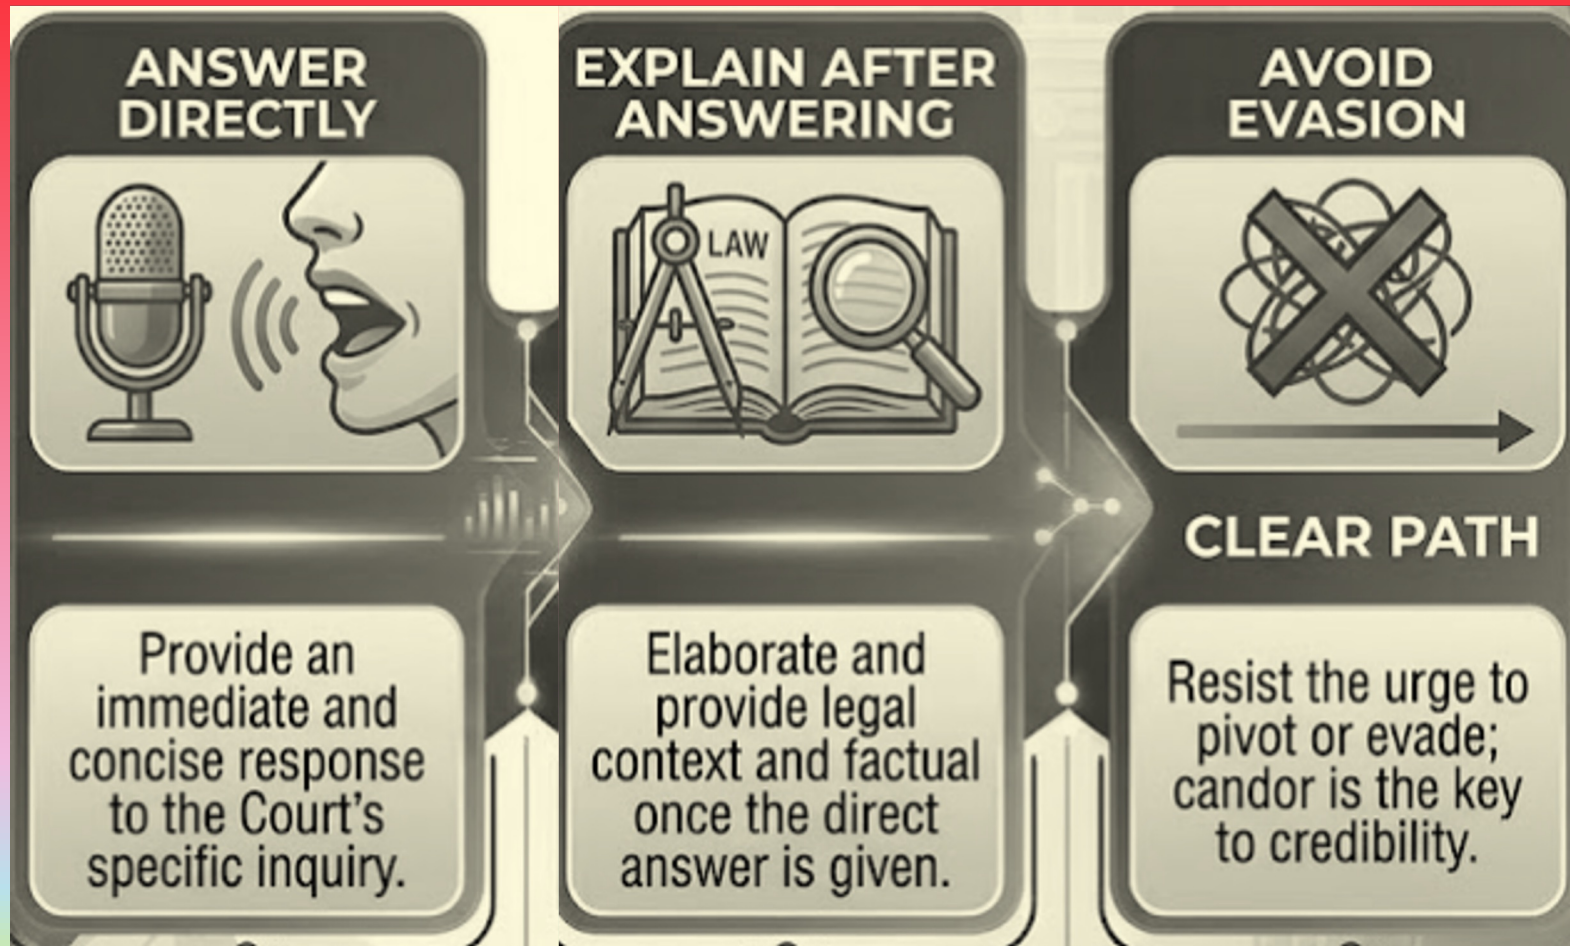 ANSWER
DIRECTLY
Provide an
immediate and
concise response
to the Court's
specific inquiry.
EXPLAIN AFTER
ANSWERING
LAW
Elaborate and
provide legal
context and factual
once the direct
answer is given.
AVOID
EVASION
CLEAR PATH
Resist the urge to
pivot or evade;
candor is the key
to credibility.